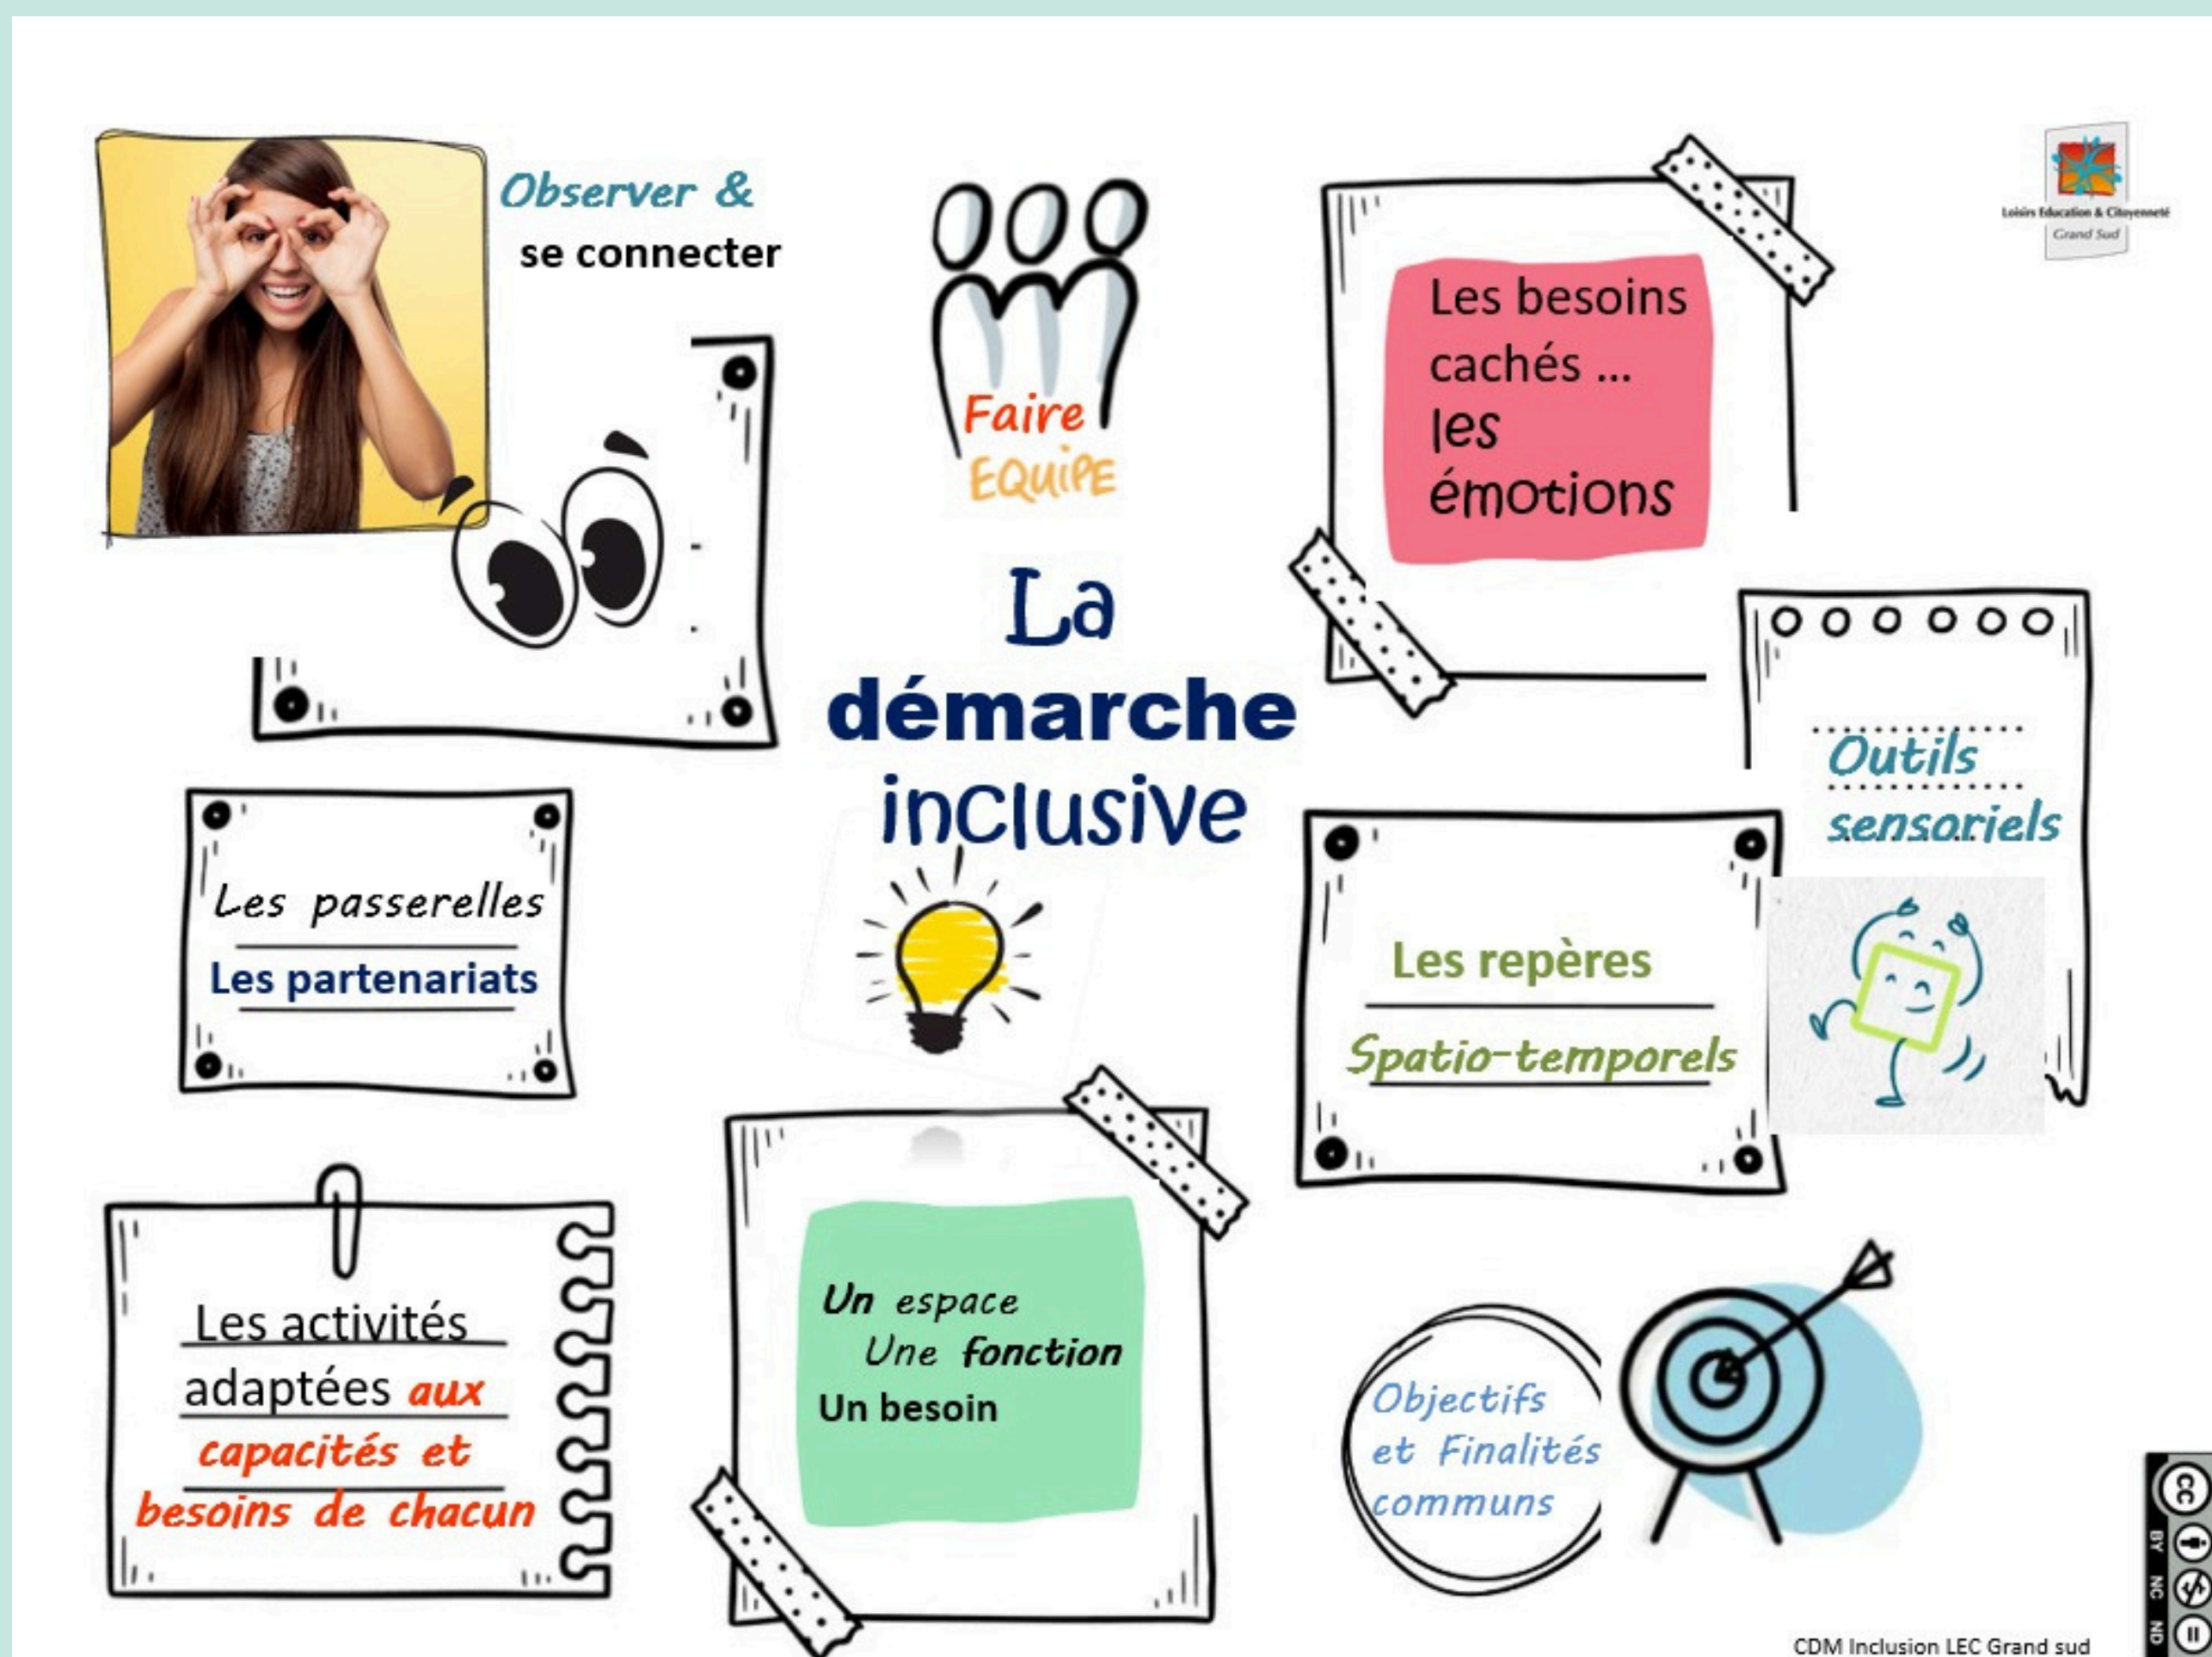 Observer &
se connecter
Faire
EQUiPE
Les besoins
cachés ...
les
émotions
Loisirs Education & Citoyenneté
Grand Sud
La
démarche
inclusive
Outils
sensoriels
Les passerelles
Les partenariats
Les repères
Spatio-temporels
Les activités
adaptées aux
capacités et
besoins de chacun
Un espace
Une fonction
Un besoin
Objectifs
et Finalités
communs
CDM Inclusion LEC Grand sud
CC
BY NC ND